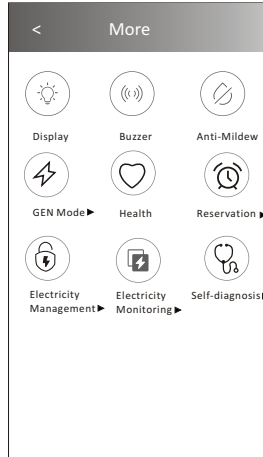 < More
Display Buzzer Anti-Mildew
GEN Mode▶ Health Reservation▶
Electricity Electricity Self-diagnosis
Management▶ Monitoring▶